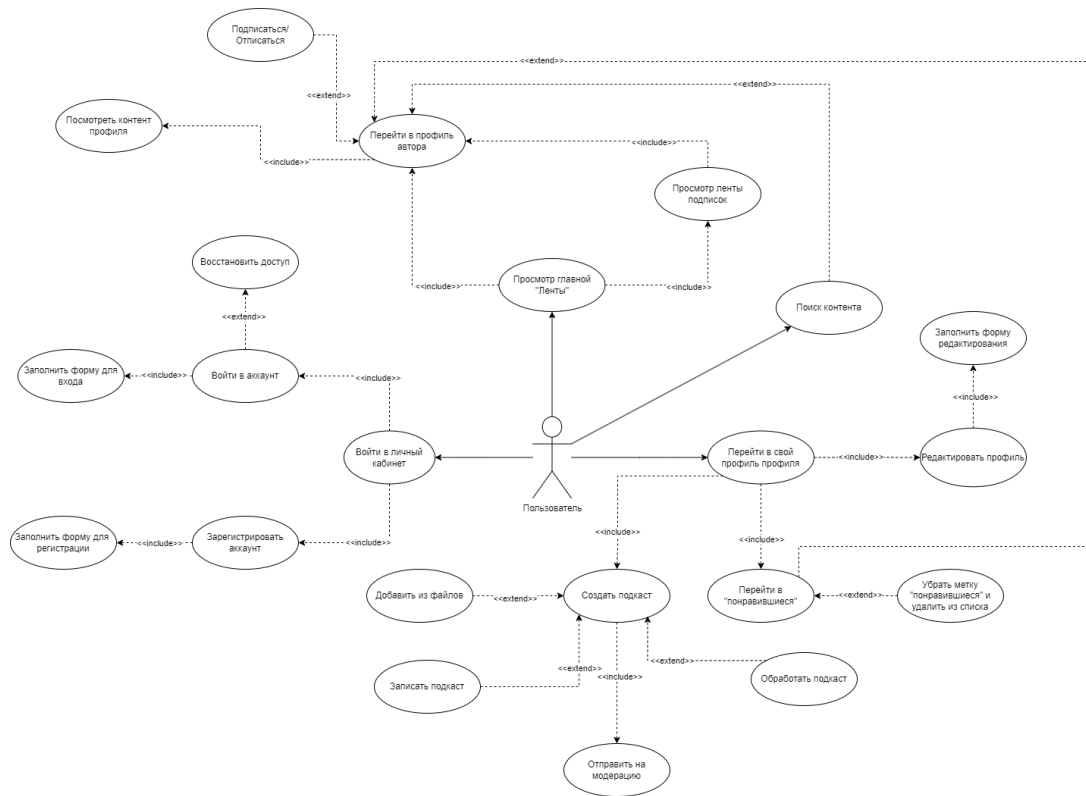 Подписаться/
Отписаться
<<extend>>
<<extend>>
<<extend>>
Посмотреть контент
профиля
Перейти в профиль
автора
<<include>>
<<include>>
Просмотр ленты
подписок
Восстановить доступ
Просмотр главной
"Ленты"
<<include>>
<<include>>
Поиск контента
<<extend>>
Заполнить форму
редактирования
Заполнить форму для
входа
<<include>>
Войти в аккаунт
<<include>>
<<include>>
Войти в личный
кабинет
Перейти в свой
профиль профиля
<<include>>
Редактировать профиль
Пользователь
<<extend>>
<<include>>
Заполнить форму для
регистрации
<<include>>
Зарегистрировать
аккаунт
<<include>>
Добавить из файлов
<<extend>>
Создать подкаст
Перейти в
"понравившиеся"
<<extend>>
Убрать метку
"понравившиеся" и
удалить из списка
<<extend>>
<<include>>
<<extend>>
Записать подкаст
Обработать подкаст
Отправить на
модерацию